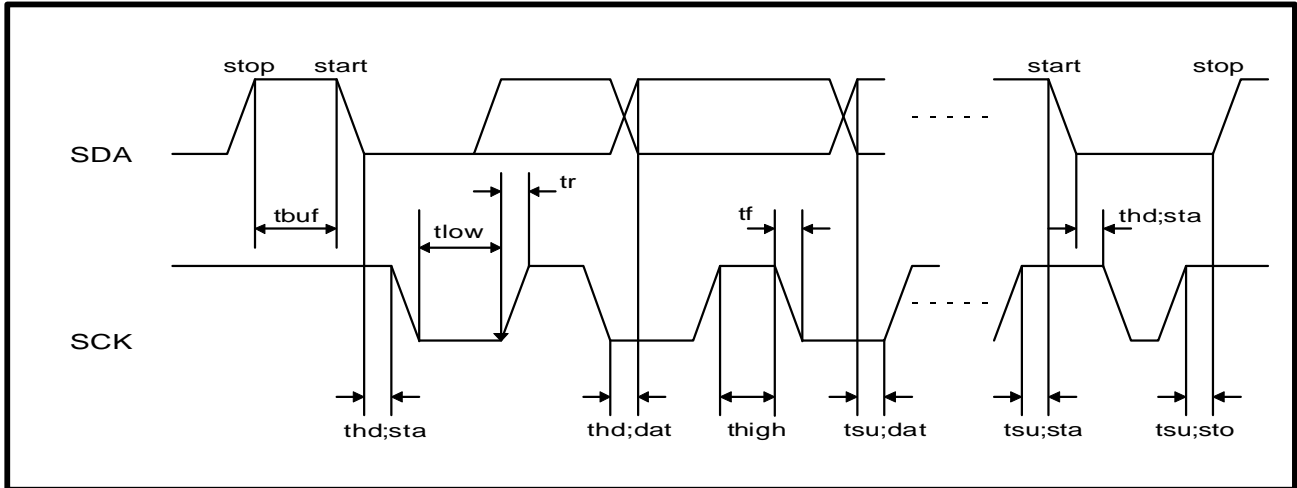 stop start start stop
SDA
tr
tbuf tlow tf thd;sta
SCK
thd;sta thd;dat thigh tsu;dat tsu;sta tsu;sto